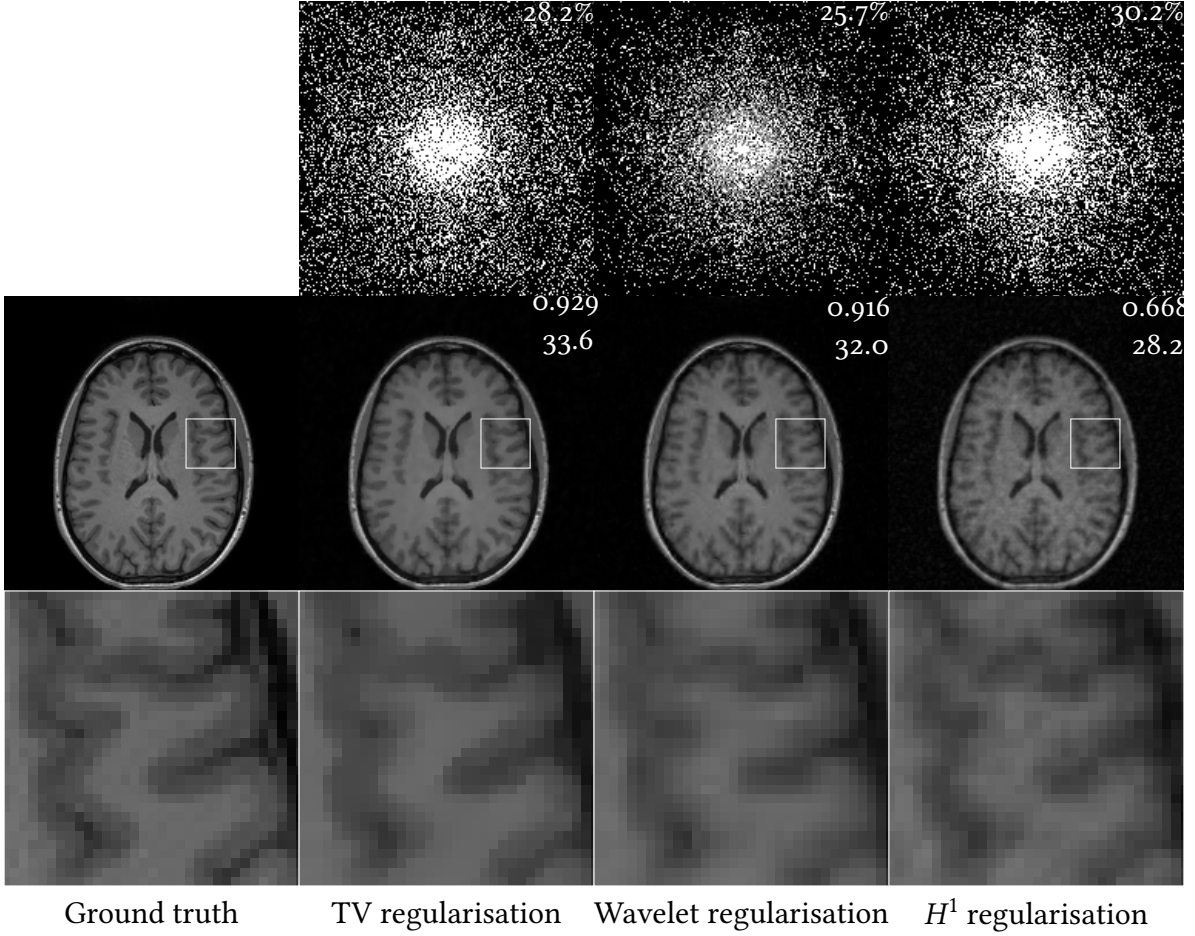 28.2% 25.7% 30.2%
0.929 0.916 0.668
33.6 32.0 28.2
Ground truth TV regularisation Wavelet regularisation H¹ regularisation